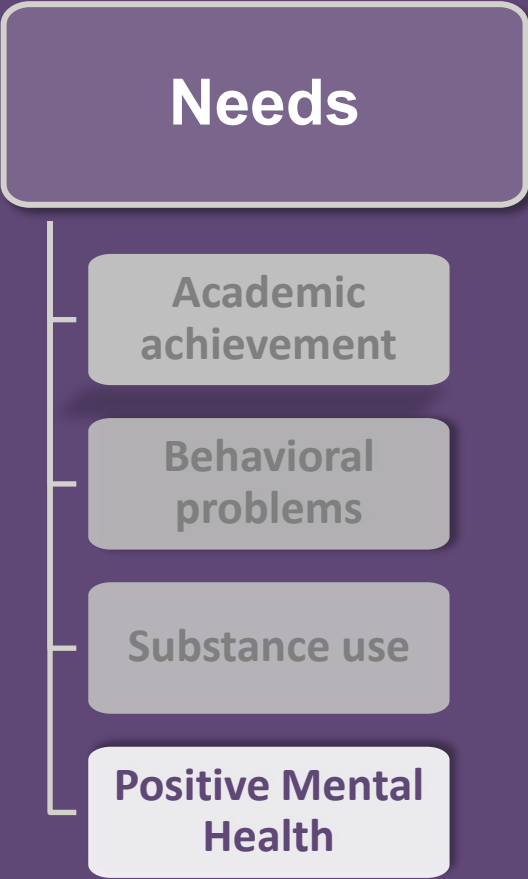 Needs
Academic
achievement
Behavioral
problems
Substance use
Positive Mental
Health